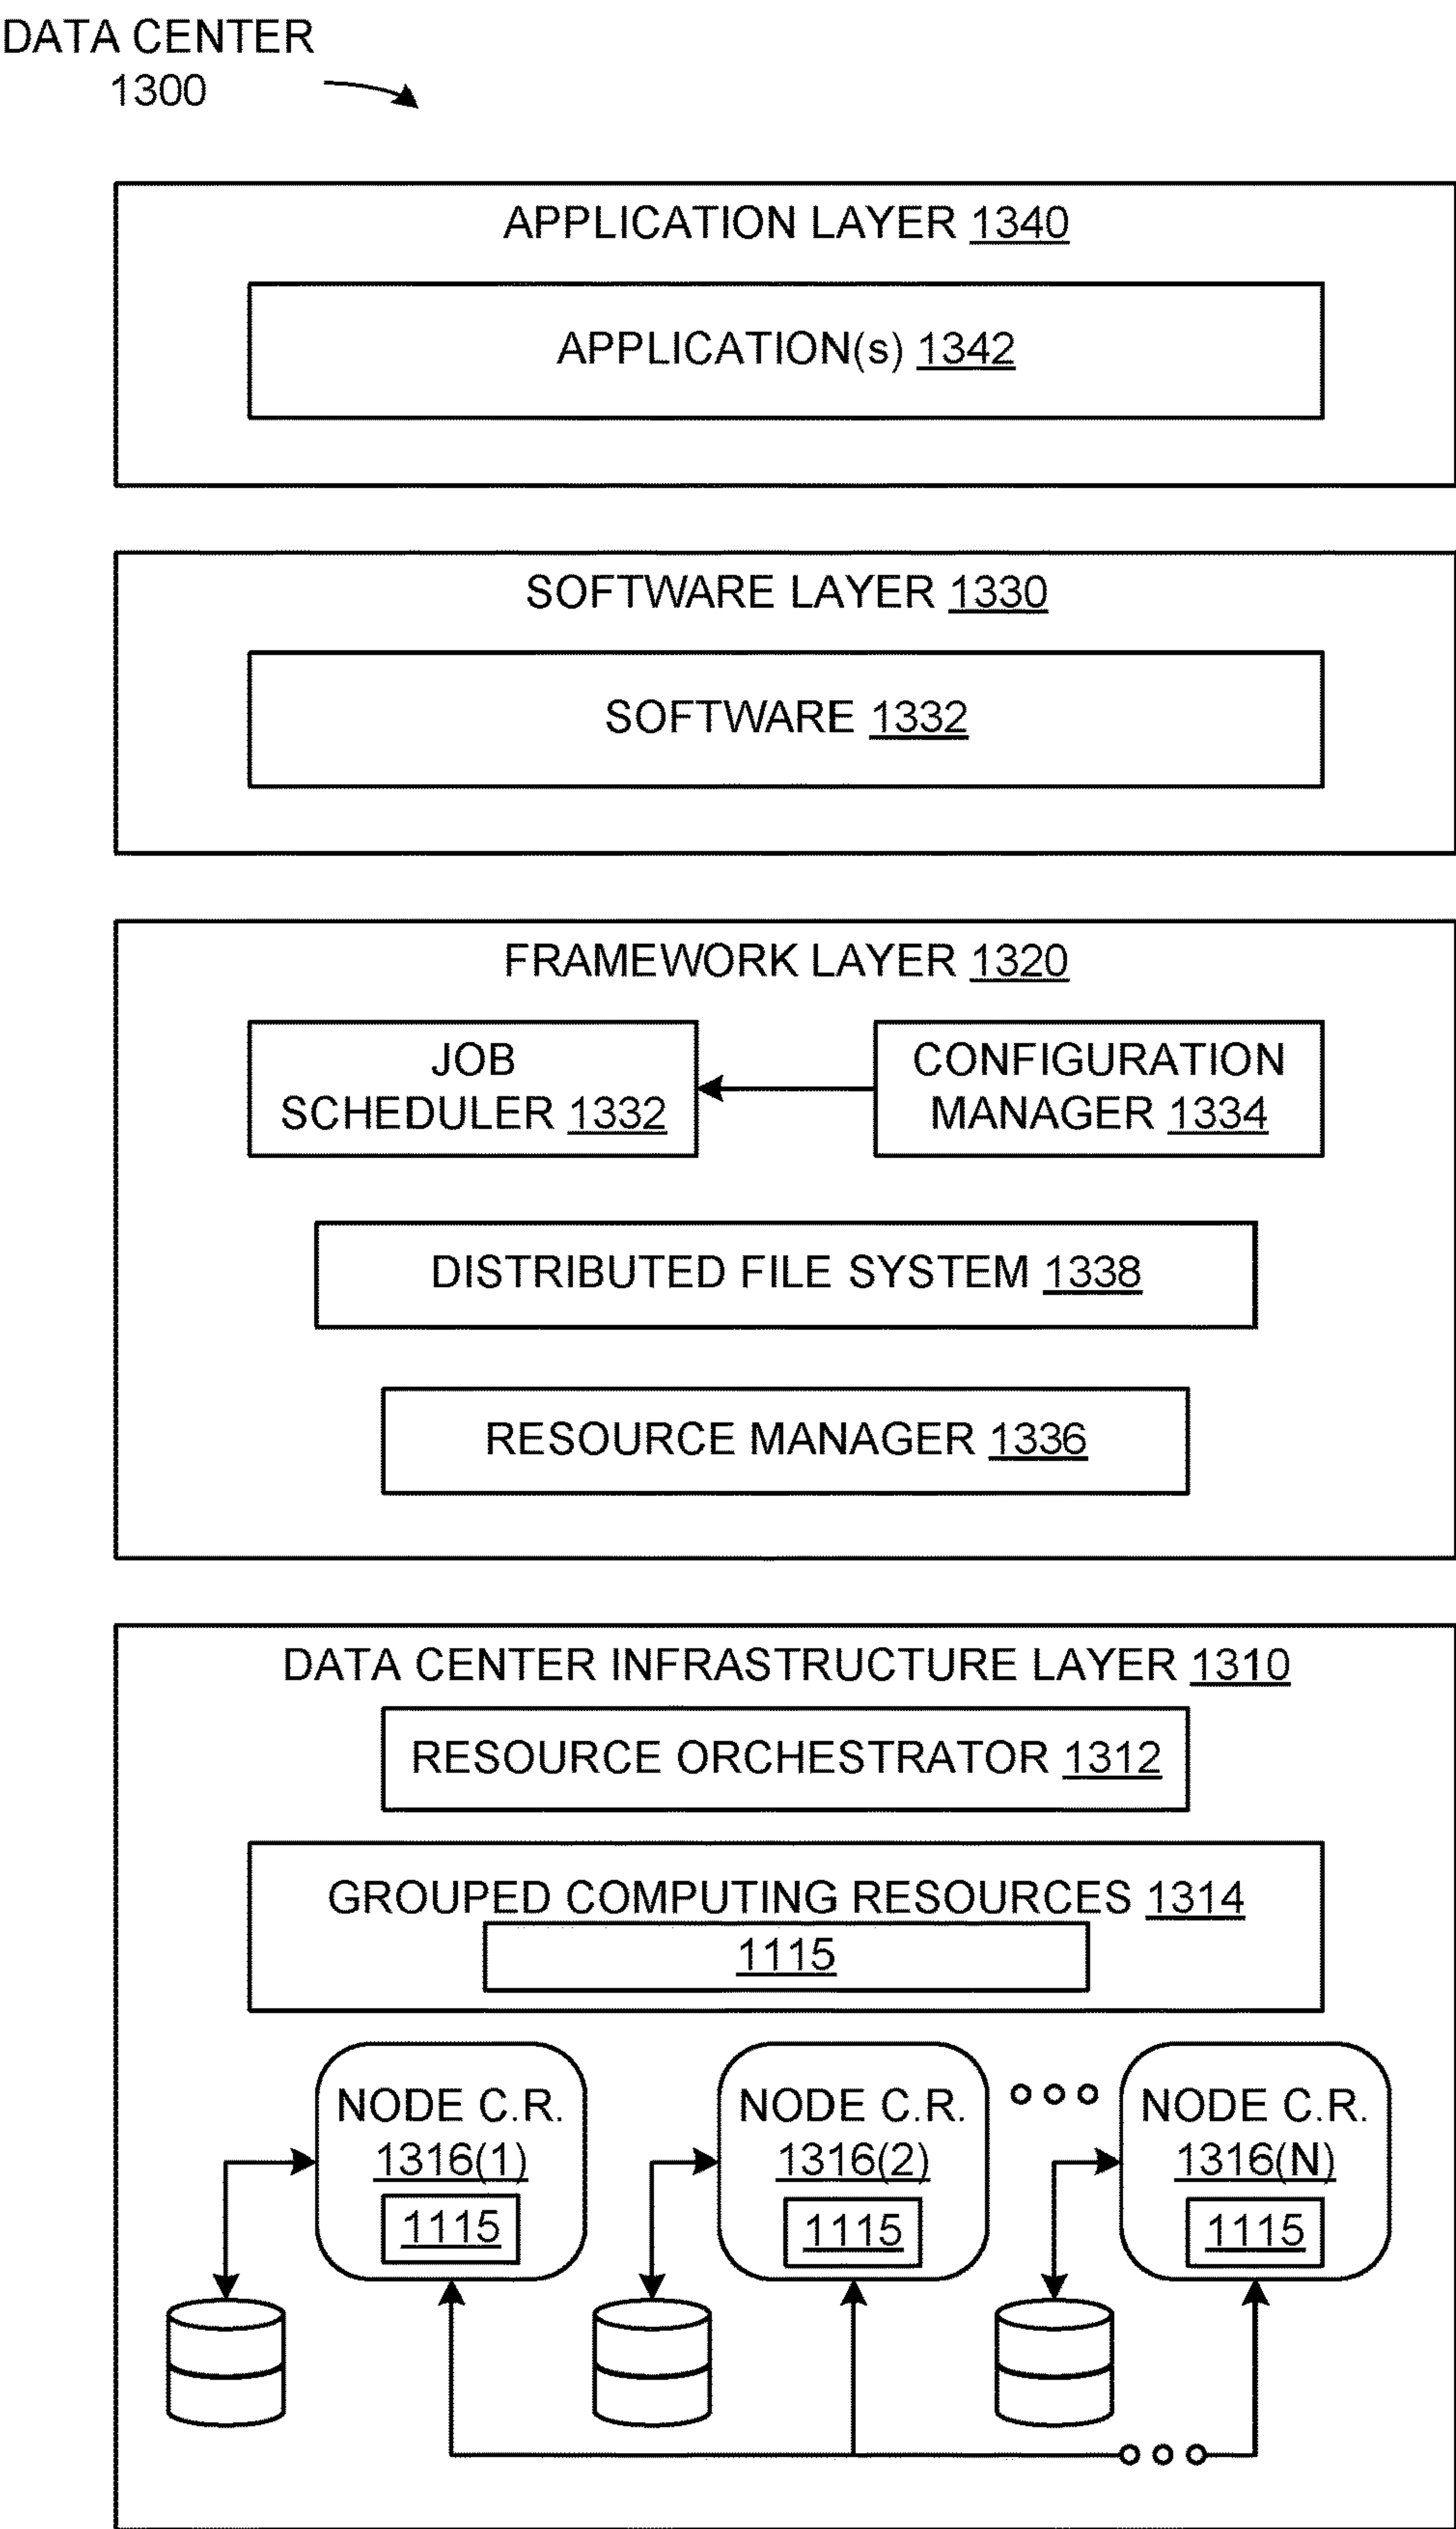 DATA CENTER
1300
APPLICATION LAYER 1340
APPLICATION(s) 1342
SOFTWARE LAYER 1330
SOFTWARE 1332
FRAMEWORK LAYER 1320
JOB
SCHEDULER 1332
CONFIGURATION
MANAGER 1334
DISTRIBUTED FILE SYSTEM 1338
RESOURCE MANAGER 1336
DATA CENTER INFRASTRUCTURE LAYER 1310
RESOURCE ORCHESTRATOR 1312
GROUPED COMPUTING RESOURCES 1314
1115
NODE C.R.
1316(1)
1115
NODE C.R.
1316(2)
1115
NODE C.R.
1316(N)
1115